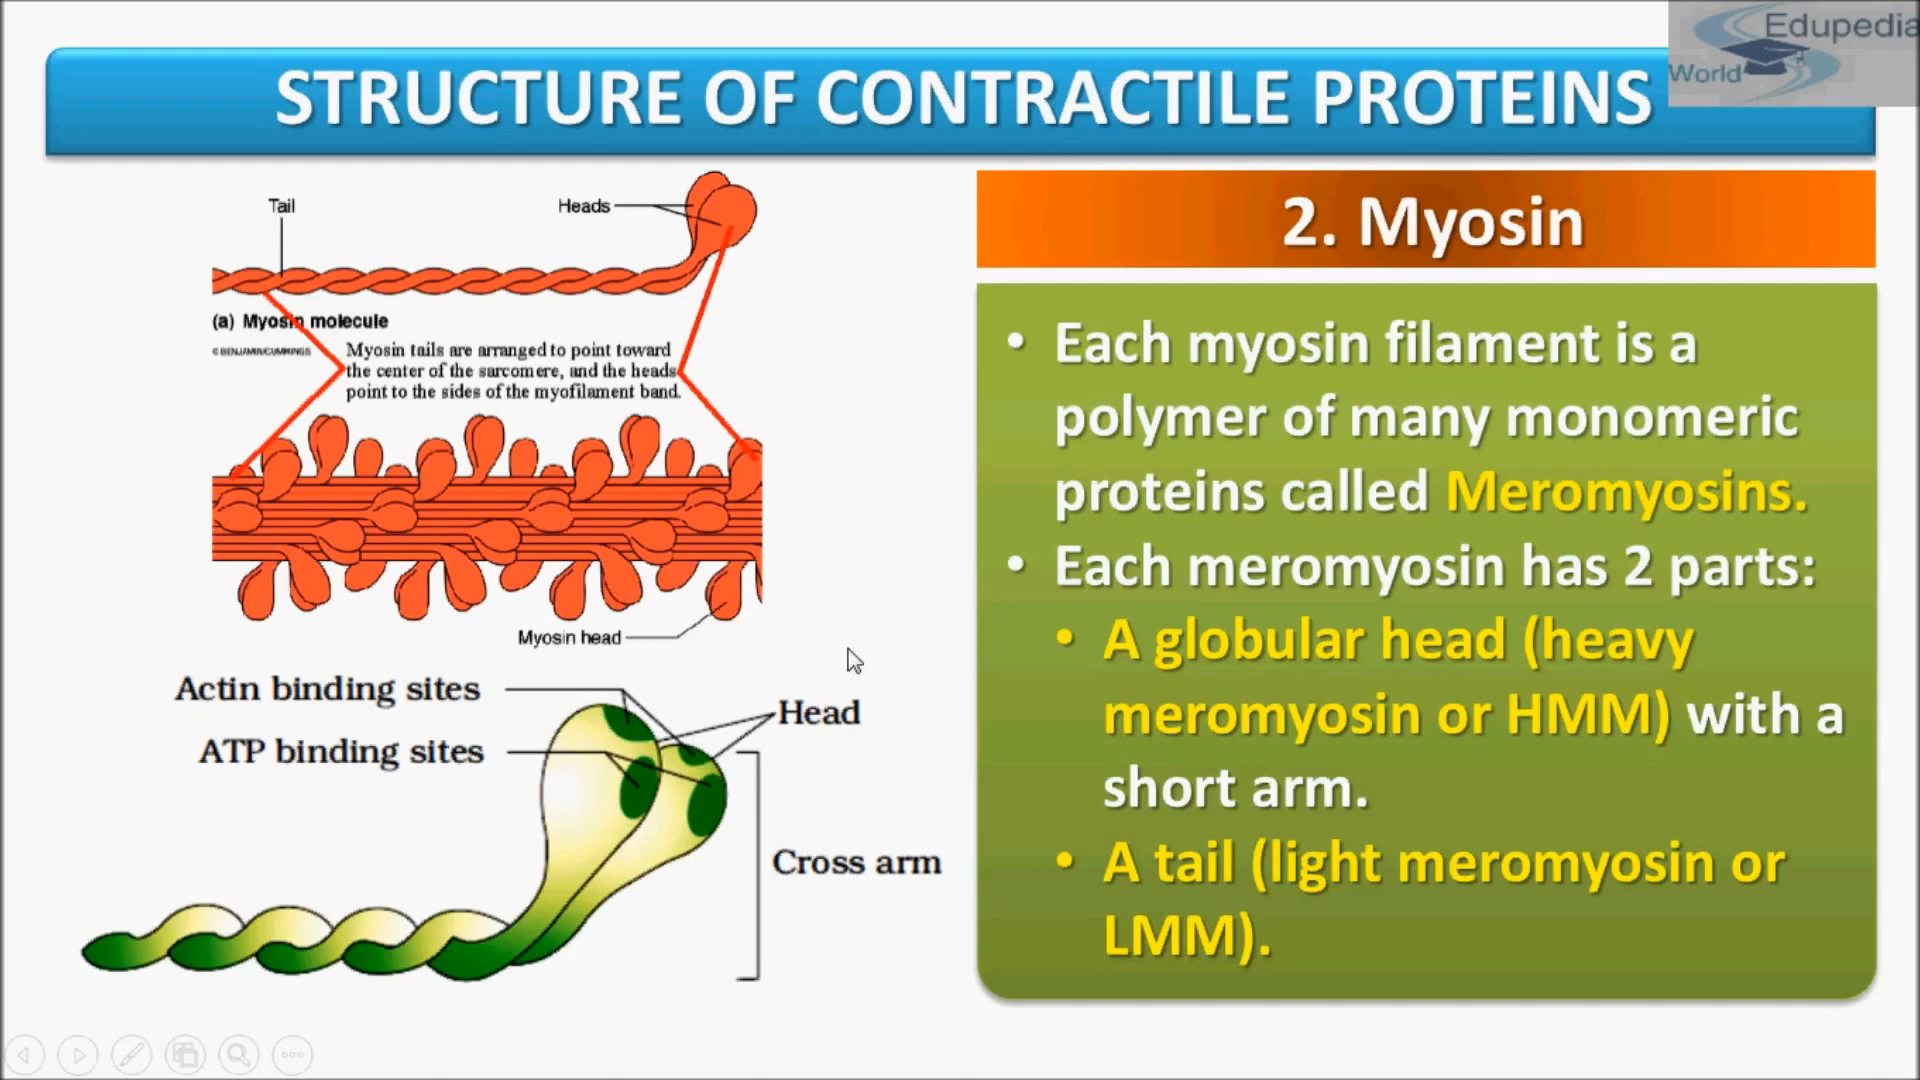 Edupedia
World
STRUCTURE OF CONTRACTILE PROTEINS
Tail
Heads
(a) Myosin molecule
© BENJAMIN/CUMMINGS
Myosin tails are arranged to point toward
the center of the sarcomere, and the heads
point to the sides of the myofilament band.
Myosin head
Actin binding sites
ATP binding sites
Head
Cross arm
2. Myosin
• Each myosin filament is a
polymer of many monomeric
proteins called Meromyosins.
• Each meromyosin has 2 parts:
• A globular head (heavy
meromyosin or HMM) with a
short arm.
• A tail (light meromyosin or
LMM).